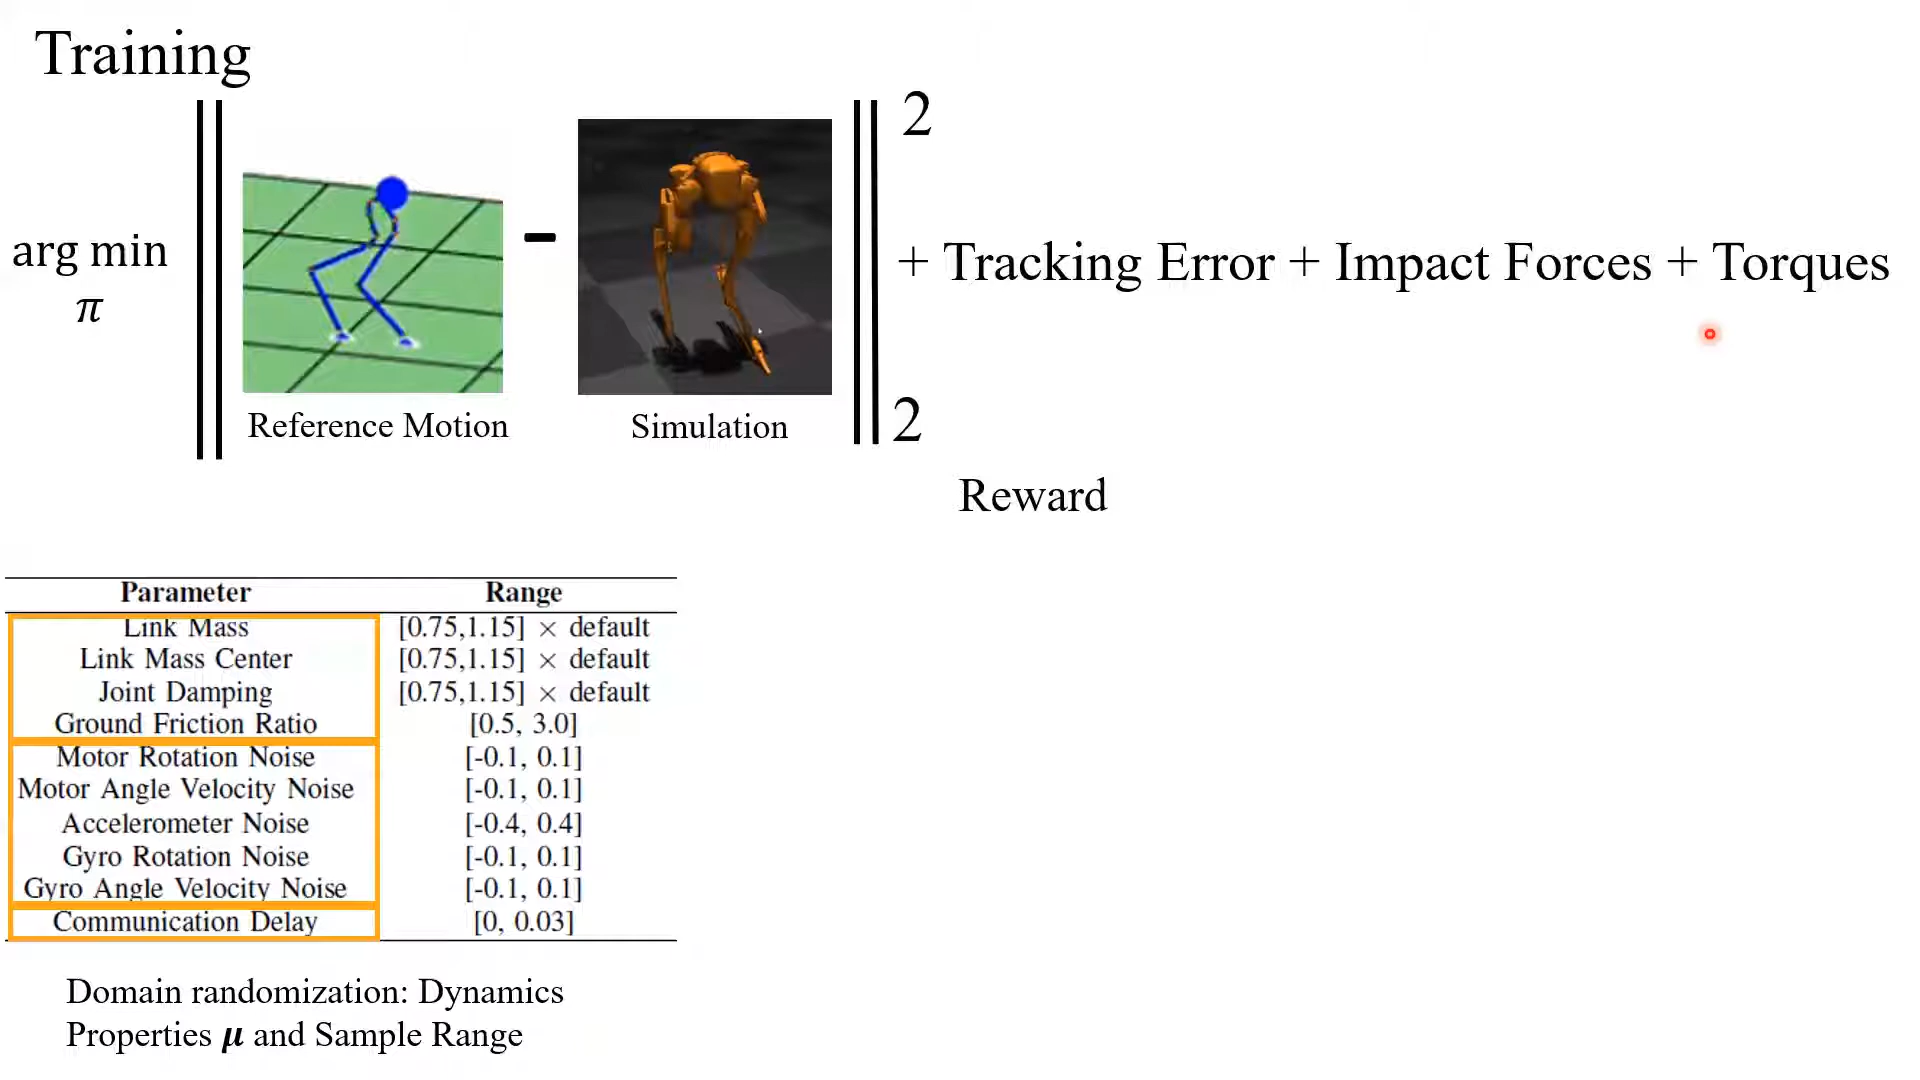 Training
arg min
π
2
2
+ Tracking Error + Impact Forces + Torques
Reference Motion
Simulation
Reward
Parameter Range
Link Mass [0.75,1.15] × default
Link Mass Center [0.75,1.15] × default
Joint Damping [0.75,1.15] × default
Ground Friction Ratio [0.5, 3.0]
Motor Rotation Noise [-0.1, 0.1]
Motor Angle Velocity Noise [-0.1, 0.1]
Accelerometer Noise [-0.4, 0.4]
Gyro Rotation Noise [-0.1, 0.1]
Gyro Angle Velocity Noise [-0.1, 0.1]
Communication Delay [0, 0.03]
Domain randomization: Dynamics
Properties μ and Sample Range